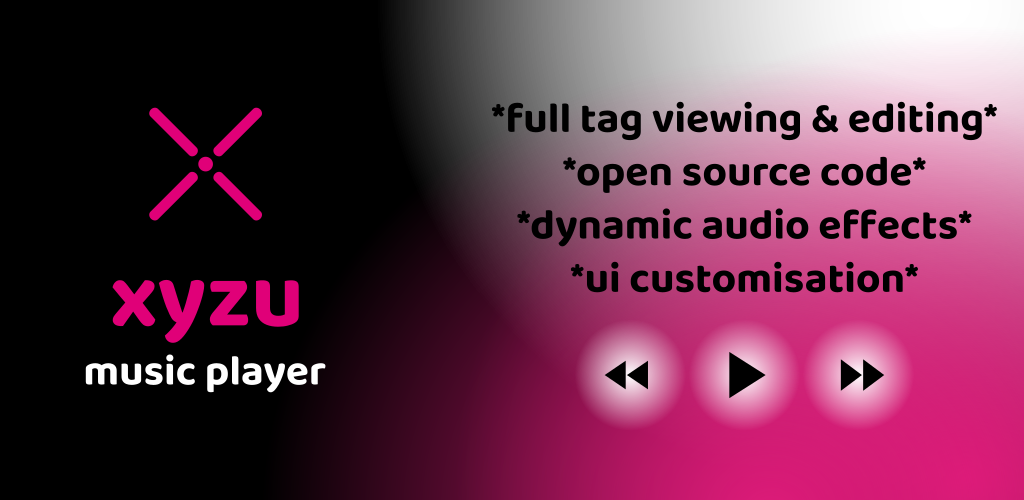 xyzu
music player
*full tag viewing & editing*
*open source code*
*dynamic audio effects*
*ui customisation*